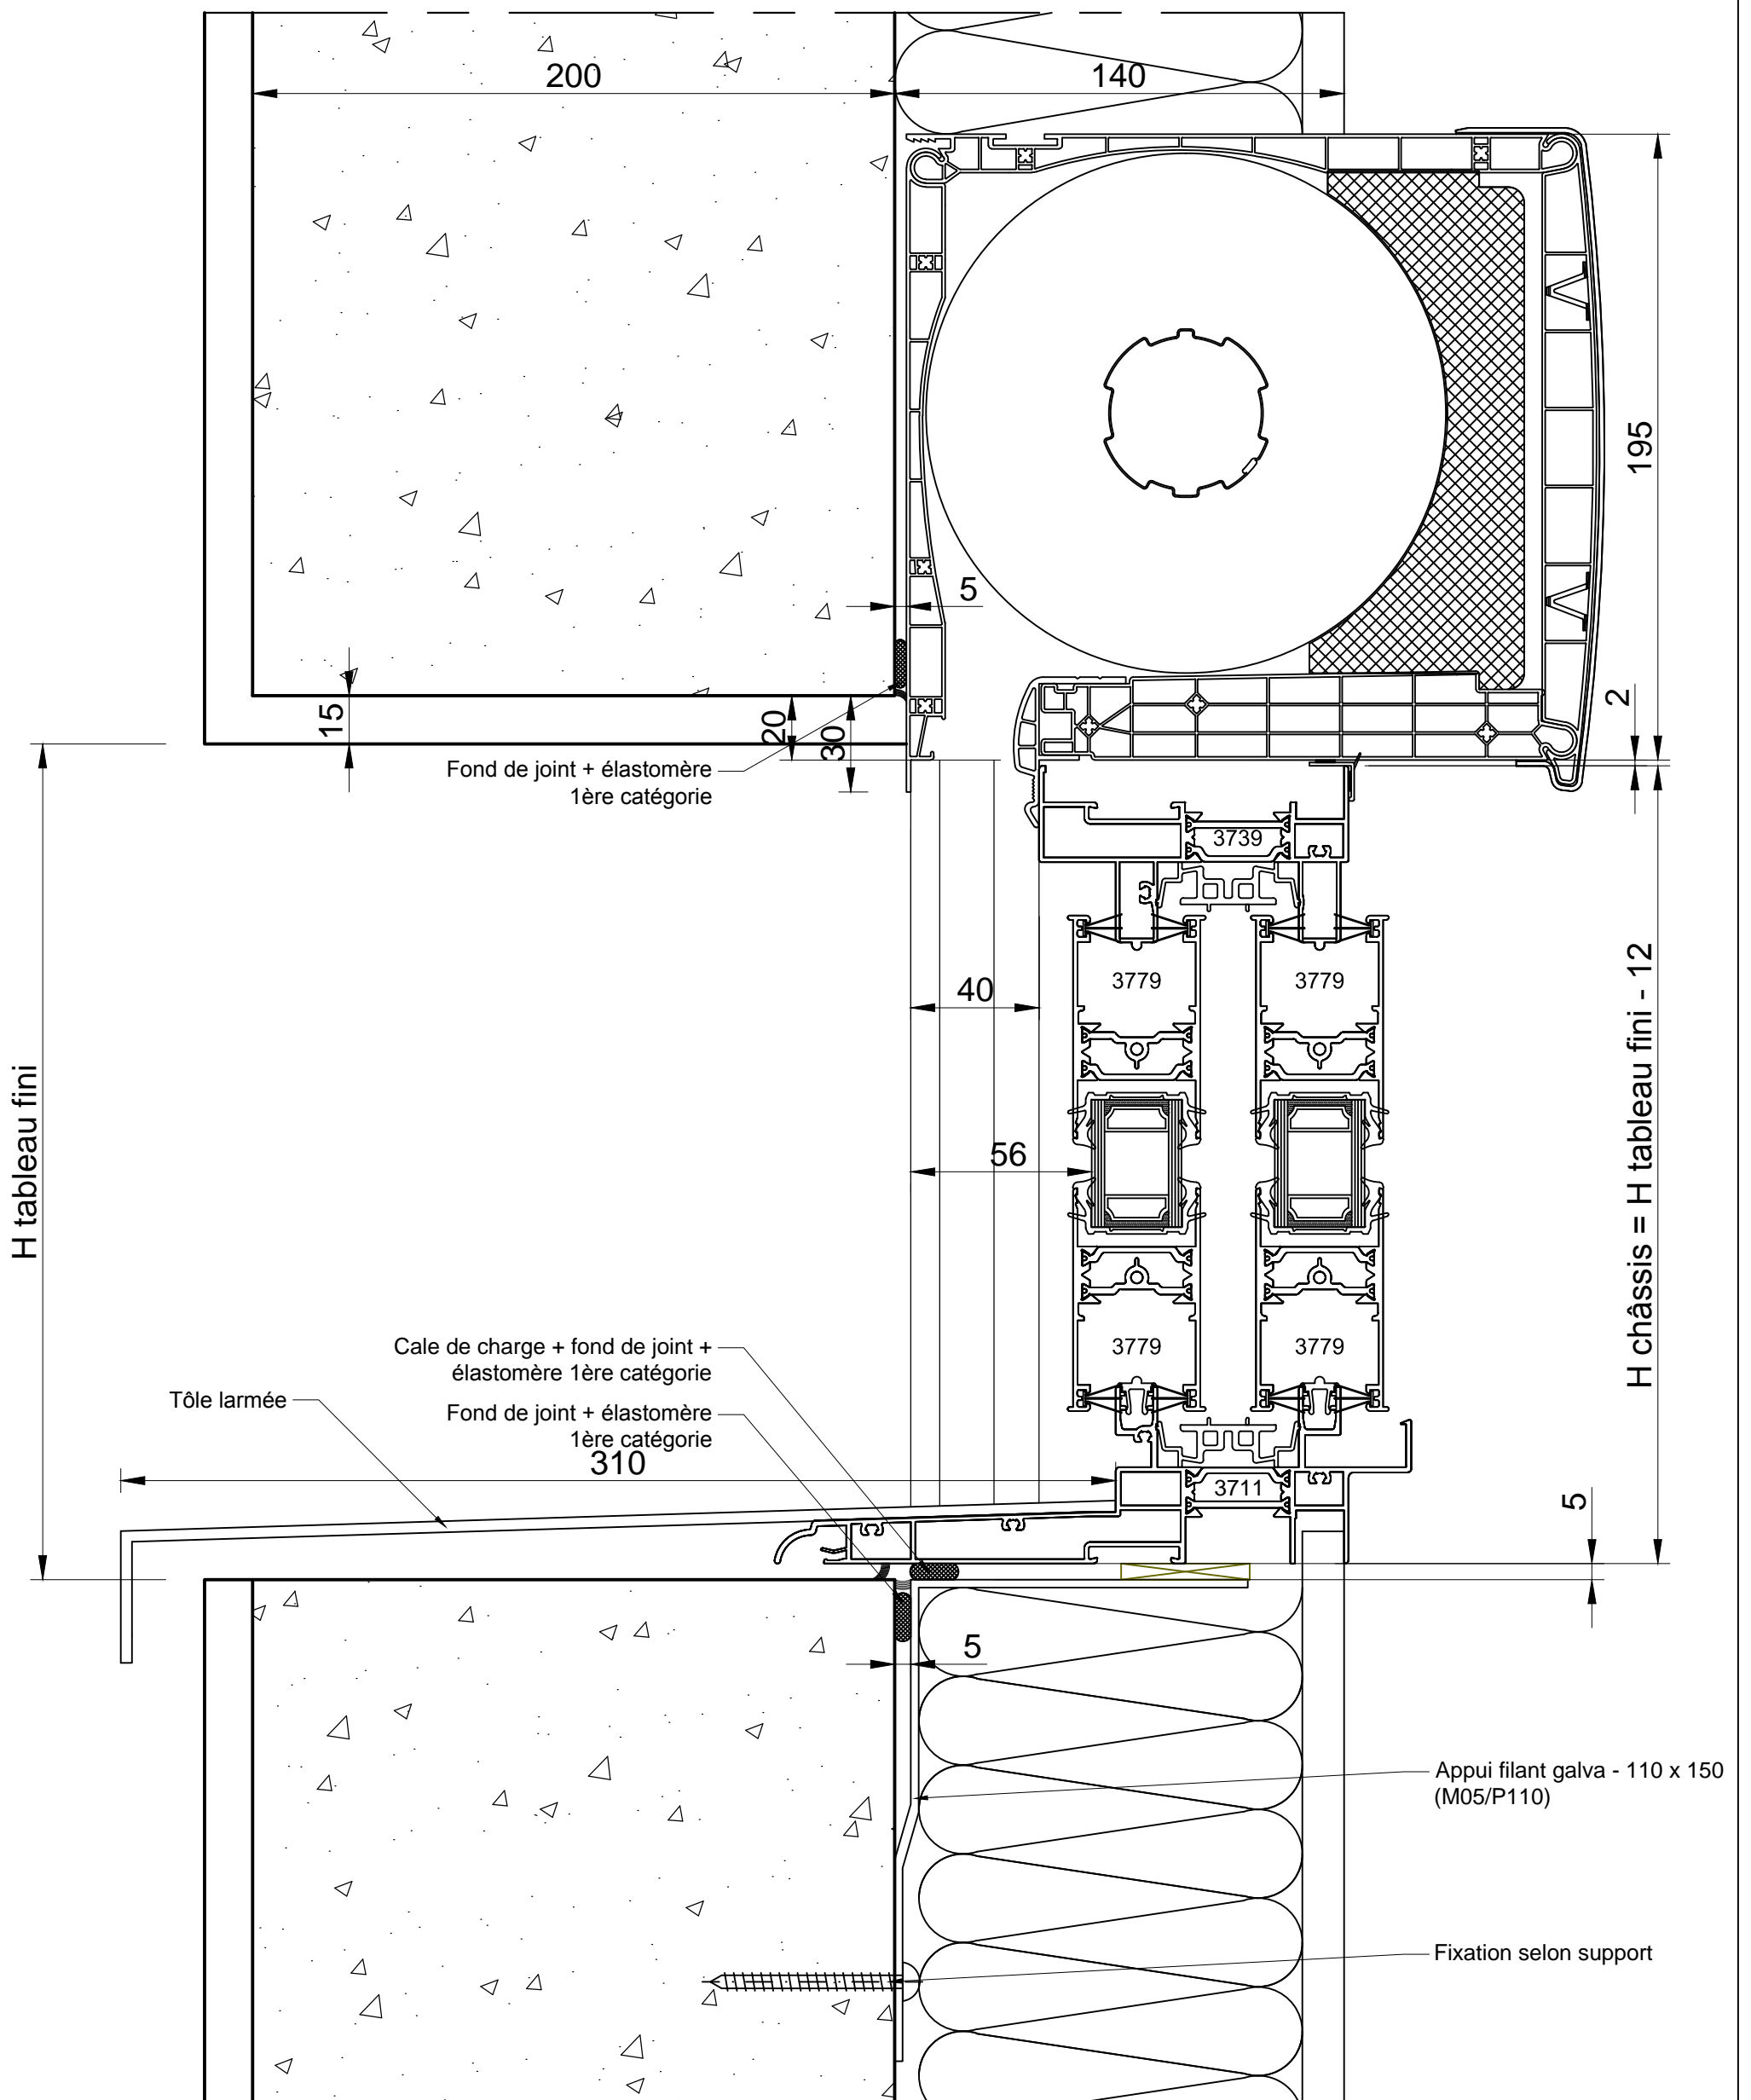 200
140
195
5
2
15
20
30
Fond de joint + élastomère
1ère catégorie
3739
3779
3779
40
H châssis = H tableau fini - 12
H tableau fini
56
Cale de charge + fond de joint +
élastomère 1ère catégorie
3779
3779
Tôle larmée
Fond de joint + élastomère
1ère catégorie
310
3711
5
5
Appui filant galva - 110 x 150
(M05/P110)
Fixation selon support